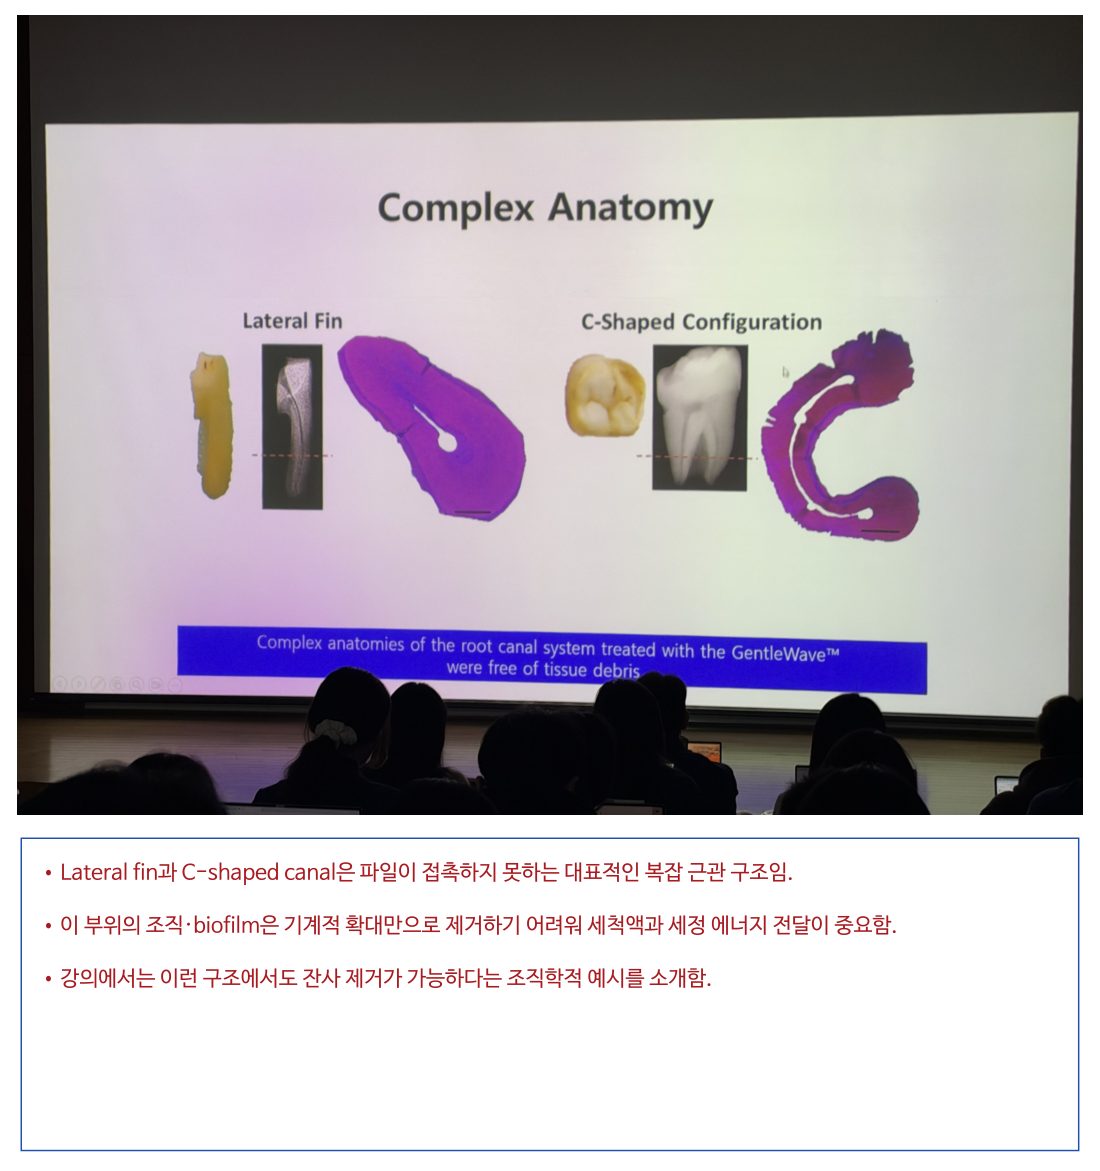 Complex Anatomy
Lateral Fin
C-Shaped Configuration
Complex anatomies of the root canal system treated with the GentleWave™
were free of tissue debris
• Lateral fin과 C-shaped canal은 파일이 접촉하지 못하는 대표적인 복잡 근관 구조임.
• 이 부위의 조직·biofilm은 기계적 확대만으로 제거하기 어려워 세척액과 세정 에너지 전달이 중요함.
• 강의에서는 이런 구조에서도 잔사 제거가 가능하다는 조직학적 예시를 소개함.